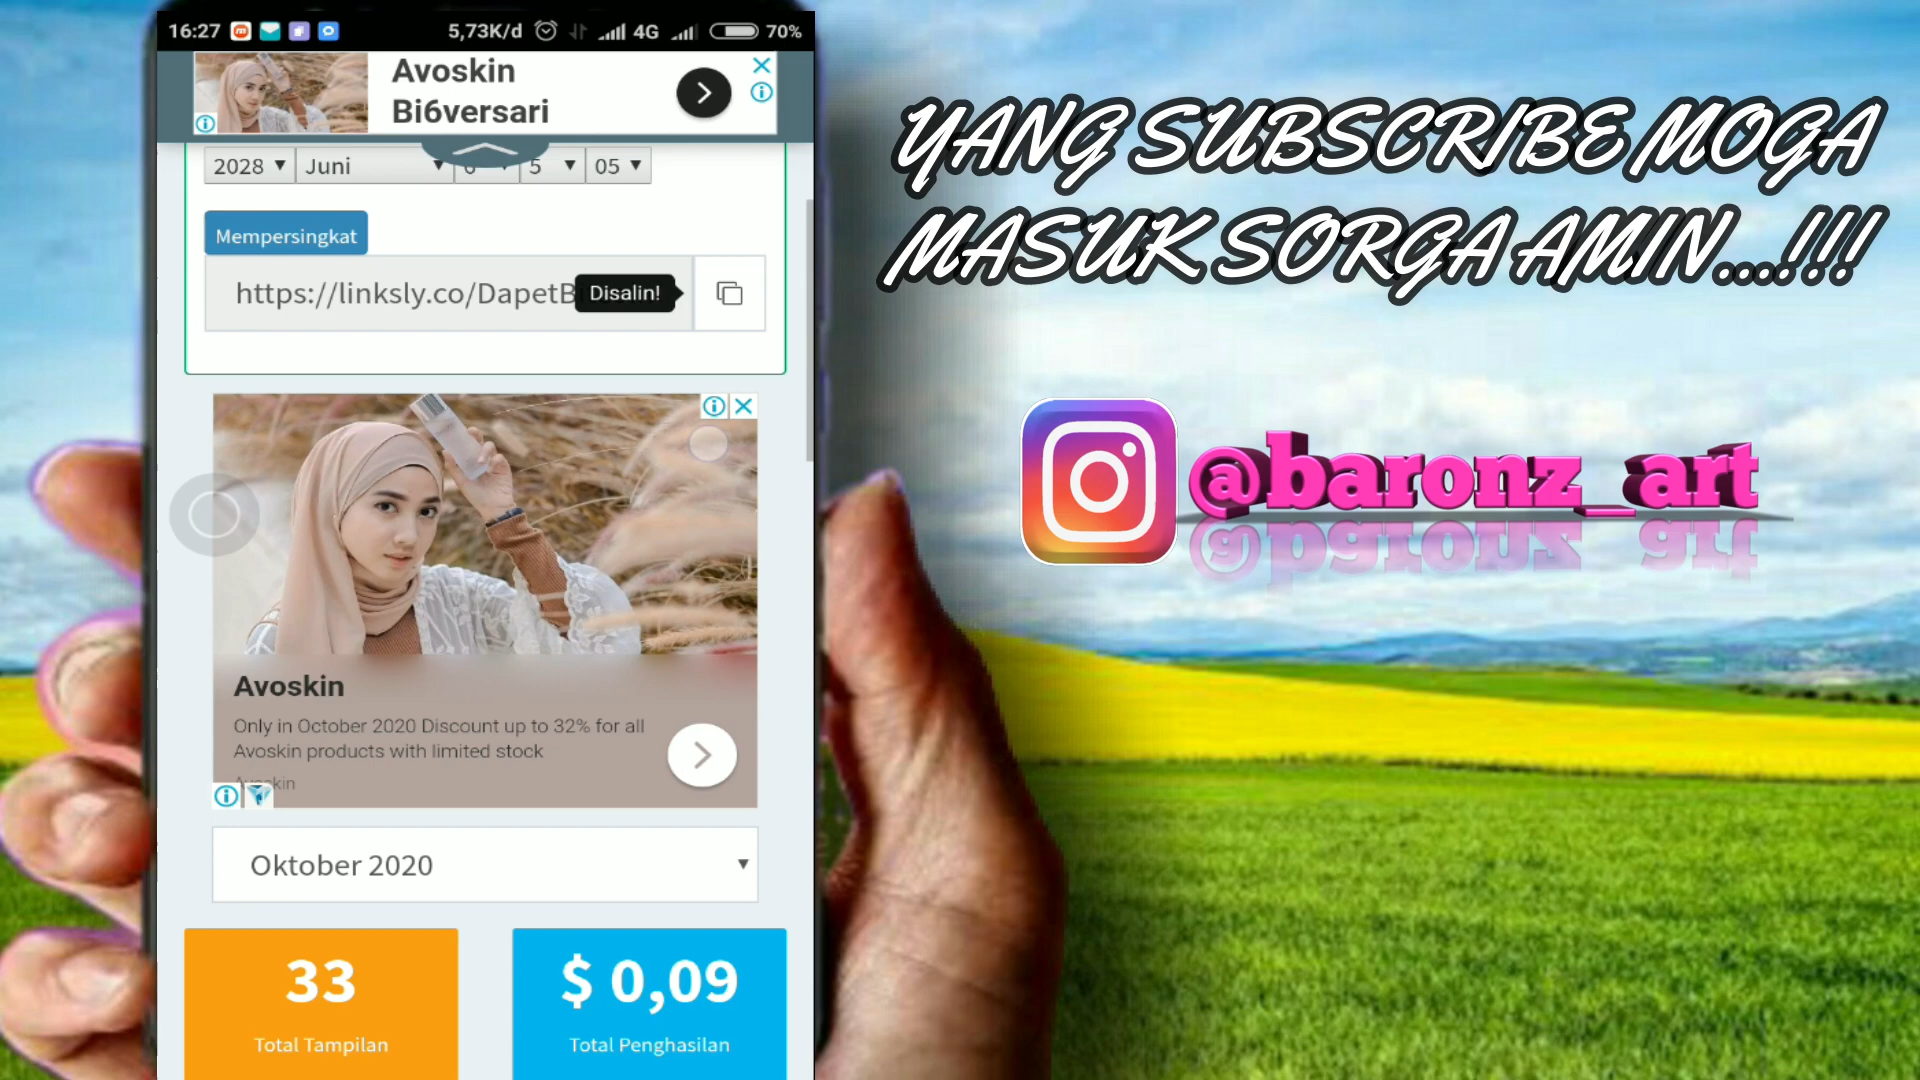 16:27 5,73K/d 4G 70%
Avoskin
Bi6versari
2028 Juni 5 05
Mempersingkat
https://linksly.co/DapetB
Disalin!
Avoskin
Only in October 2020 Discount up to 32% for all
Avoskin products with limited stock
Avoskin
Oktober 2020
33
Total Tampilan
$ 0,09
Total Penghasilan
YANG SUBSCRIBE MOGA
MASUK SORGA AMIN...!!!
@baronz_art